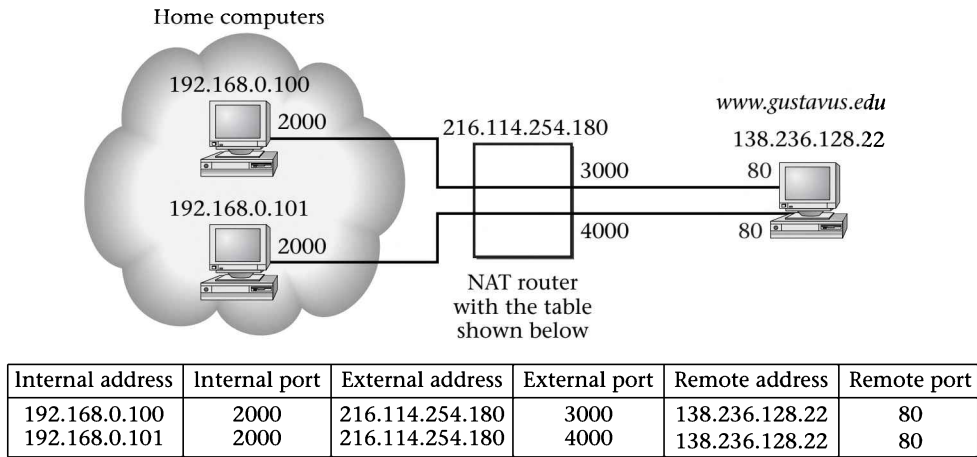 Home computers
192.168.0.100
2000
192.168.0.101
2000
216.114.254.180
3000
4000
NAT router
with the table
shown below
www.gustavus.edu
138.236.128.22
80
80
Internal address Internal port External address External port Remote address Remote port
192.168.0.100 2000 216.114.254.180 3000 138.236.128.22 80
192.168.0.101 2000 216.114.254.180 4000 138.236.128.22 80